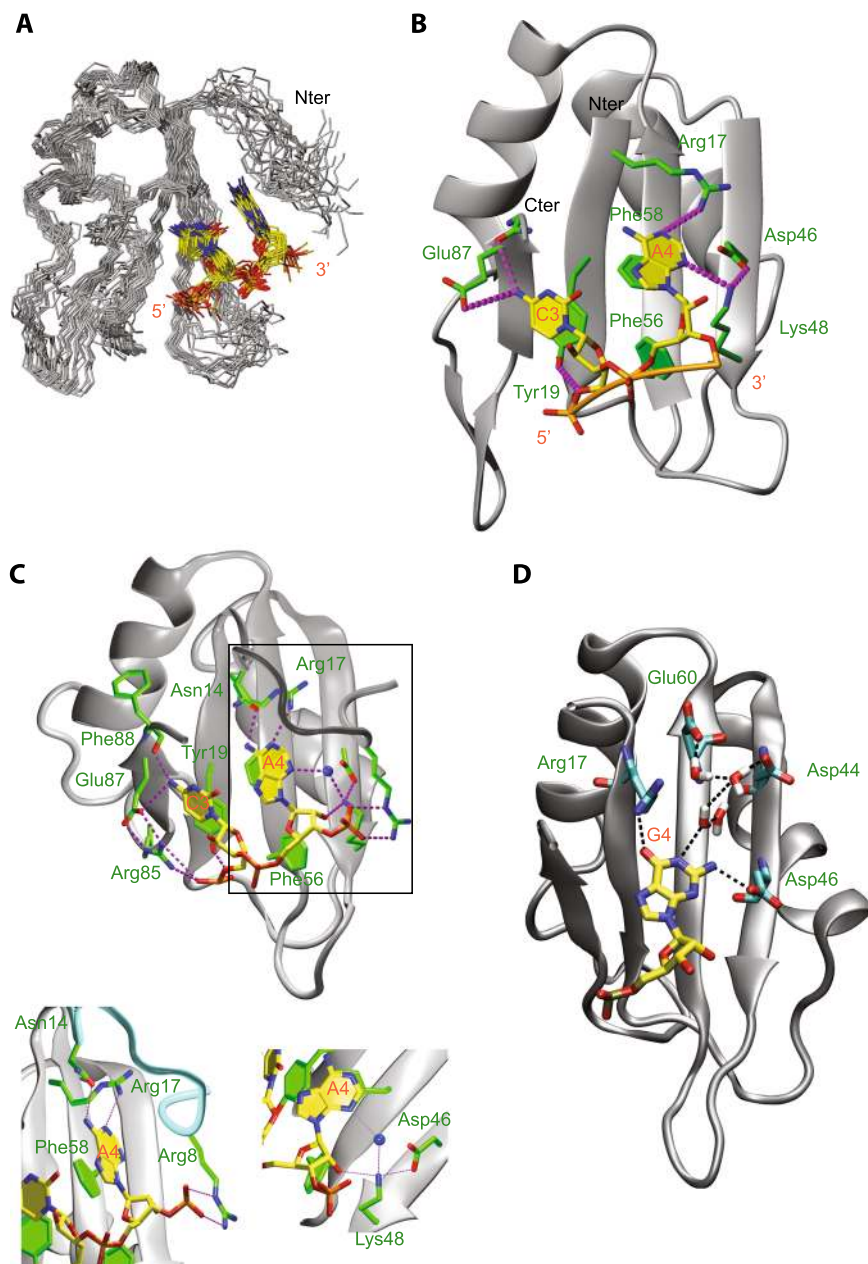 A
Nter
5’
3’
B
Nter
Arg17
Cter
Phe58
Glu87
A4
Asp46
C3
Phe56
Lys48
Tyr19
3’
5’
C
Arg17
Asn14
Phe88
Tyr19
A4
Glu87
Arg85
Phe56
D
Glu60
Arg17
Asp44
G4
Asp46
Asn14
Arg17
Phe58
A4
Arg8
A4
Asp46
Lys48